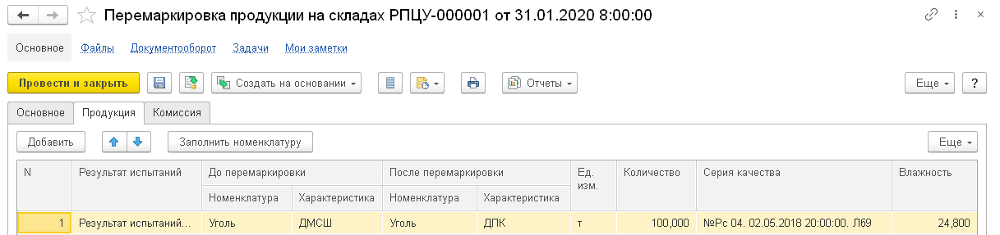 Перемаркировка продукции на складах РПЦУ-000001 от 31.01.2020 8:00:00
Основное Файлы Документооборот Задачи Мои заметки
Провести и закрыть Создать на основании Отчеты Еще ?
Основное Продукция Комиссия
Добавить Заполнить номенклатуру Еще
N Результат испытаний До перемаркировки После перемаркировки Ед. изм. Количество Серия качества Влажность
Номенклатура Характеристика Номенклатура Характеристика
1 Результат испытаний... Уголь ДМСШ Уголь ДПК т 100,000 №Рс 04. 02.05.2018 20:00:00. Л69 24,800